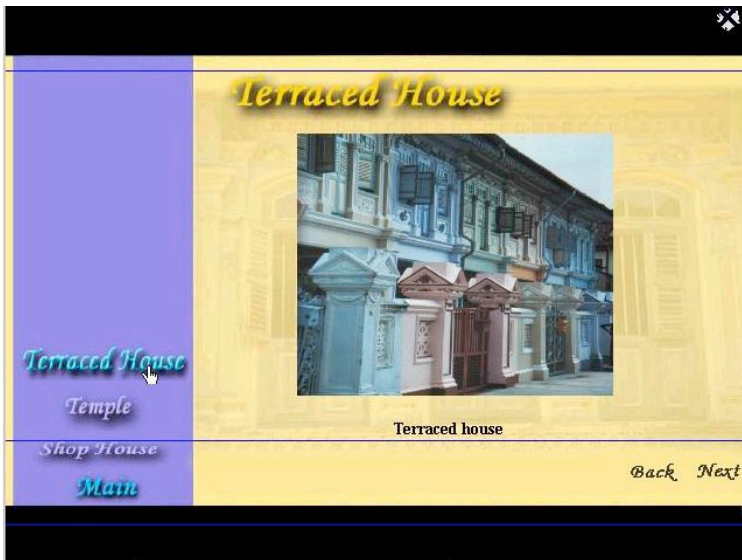 Terraced House
Terraced house
Terraced House
Temple
Shop House
Main
Back Next